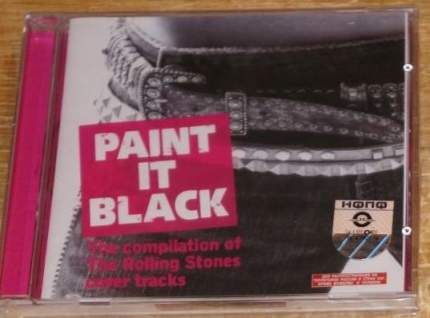 PAINT
IT
BLACK
The compilation of
The Rolling Stones
cover tracks